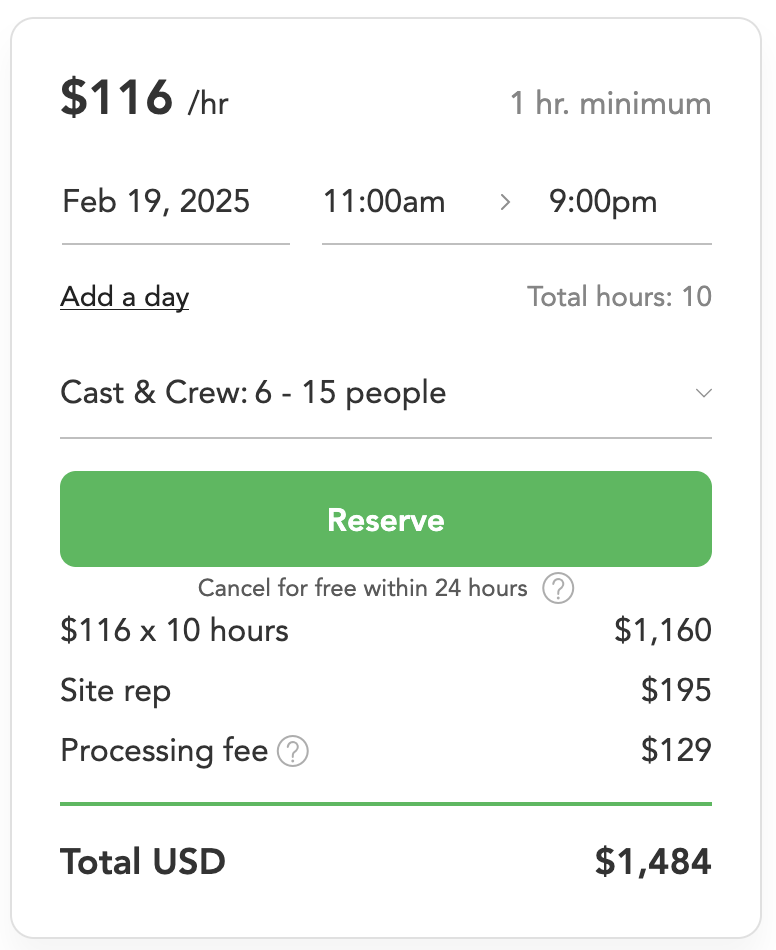 $116 /hr 1 hr. minimum
Feb 19, 2025 11:00am > 9:00pm
Add a day Total hours: 10
Cast & Crew: 6 - 15 people
Reserve
Cancel for free within 24 hours ?
$116 x 10 hours $1,160
Site rep $195
Processing fee ? $129
Total USD $1,484